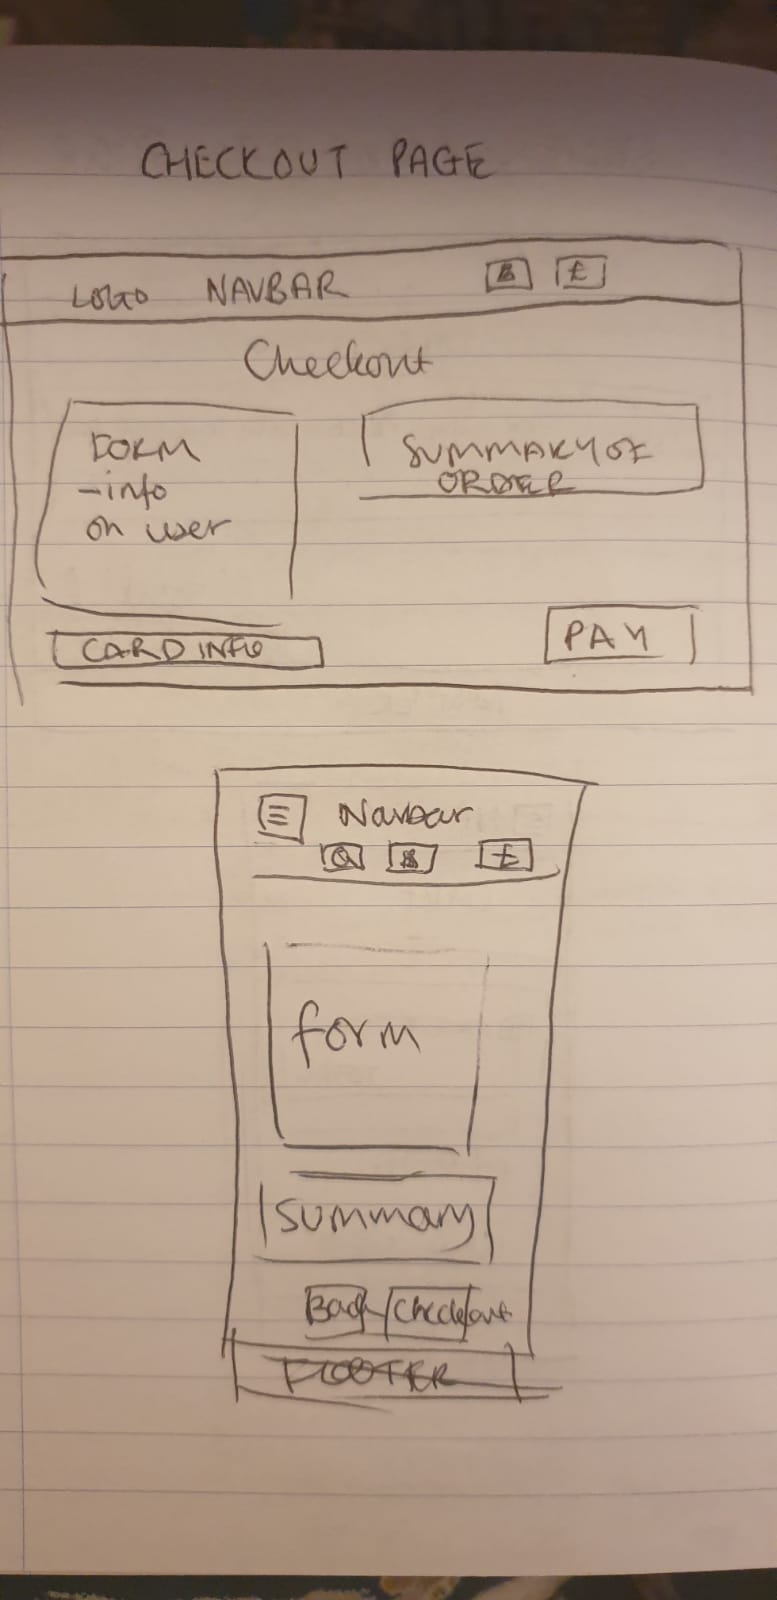 CHECKOUT PAGE
LOGO NAVBAR £
Checkout
FORM
-info
on user
SUMMARY OF
ORDER
CARD INFO
PAY
Navbar
£
form
summary
Back/Checkout
FOOTER